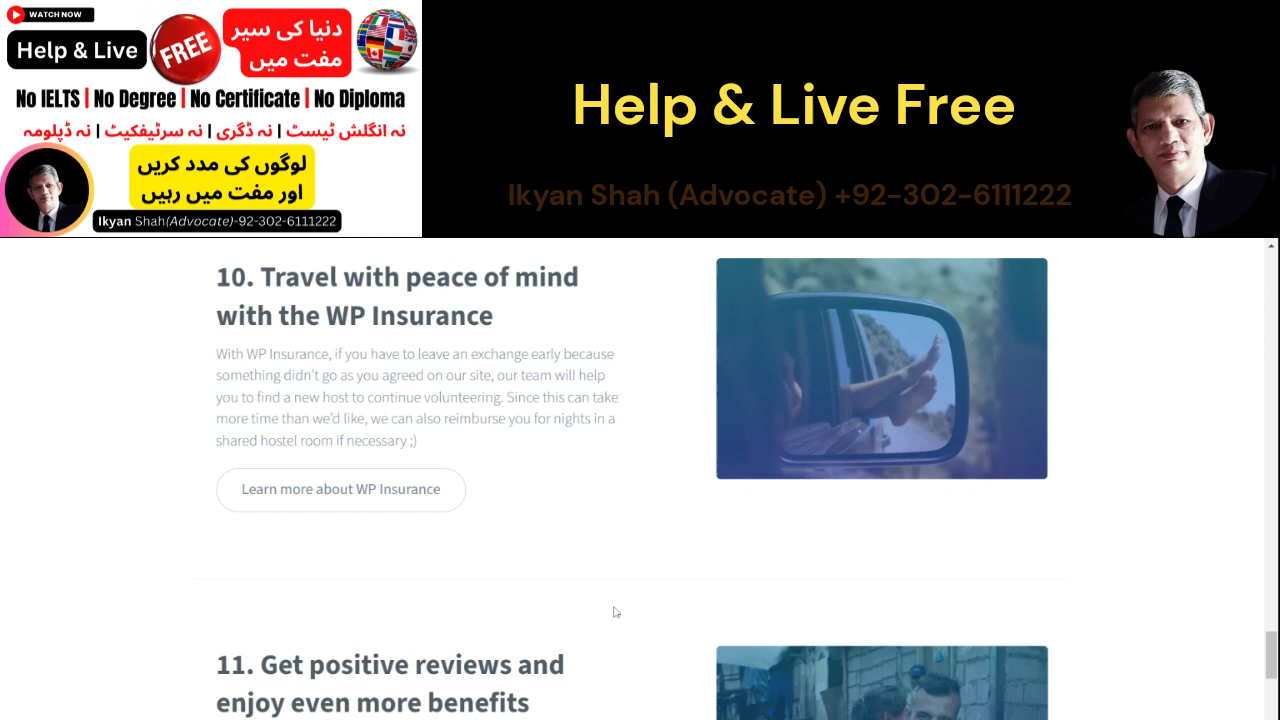 WATCH NOW
Help & Live
FREE
دنیا کی سیر
مفت میں
No IELTS | No Degree | No Certificate | No Diploma
نہ انگلش ٹیسٹ | نہ ڈگری | نہ سرٹیفکیٹ | نہ ڈپلومہ
لوگوں کی مدد کریں
اور مفت میں رہیں
Ikyan Shah(Advocate)-92-302-6111222
Help & Live Free
Ikyan Shah (Advocate) +92-302-6111222
10. Travel with peace of mind
with the WP Insurance
With WP Insurance, if you have to leave an exchange early because
something didn't go as you agreed on our site, our team will help
you to find a new host to continue volunteering. Since this can take
more time than we'd like, we can also reimburse you for nights in a
shared hostel room if necessary ;)
Learn more about WP Insurance
11. Get positive reviews and
enjoy even more benefits